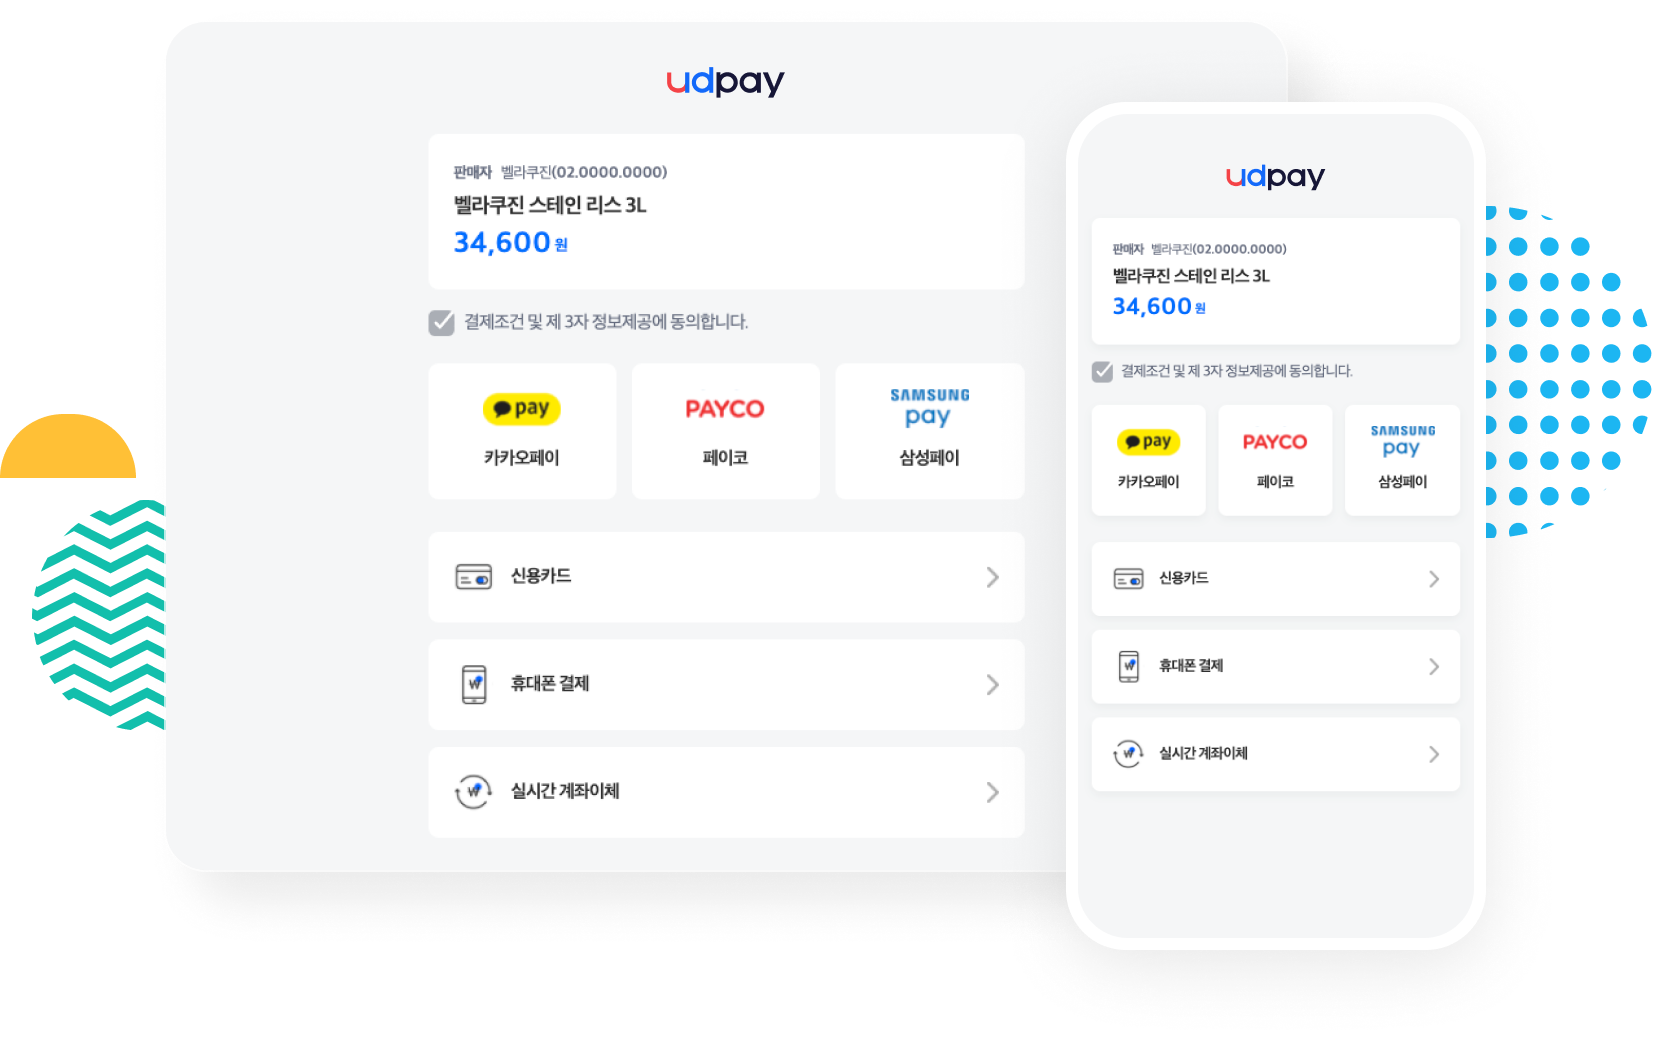 udpay
판매자 벨라쿠진(02.0000.0000)
벨라쿠진 스테인 리스 3L
34,600 원
결제조건 및 제 3자 정보제공에 동의합니다.
pay
카카오페이
PAYCO
페이코
SAMSUNG
pay
삼성페이
신용카드
휴대폰 결제
실시간 계좌이체
udpay
판매자 벨라쿠진(02.0000.0000)
벨라쿠진 스테인 리스 3L
34,600 원
결제조건 및 제 3자 정보제공에 동의합니다.
pay
카카오페이
PAYCO
페이코
SAMSUNG
pay
삼성페이
신용카드
휴대폰 결제
실시간 계좌이체